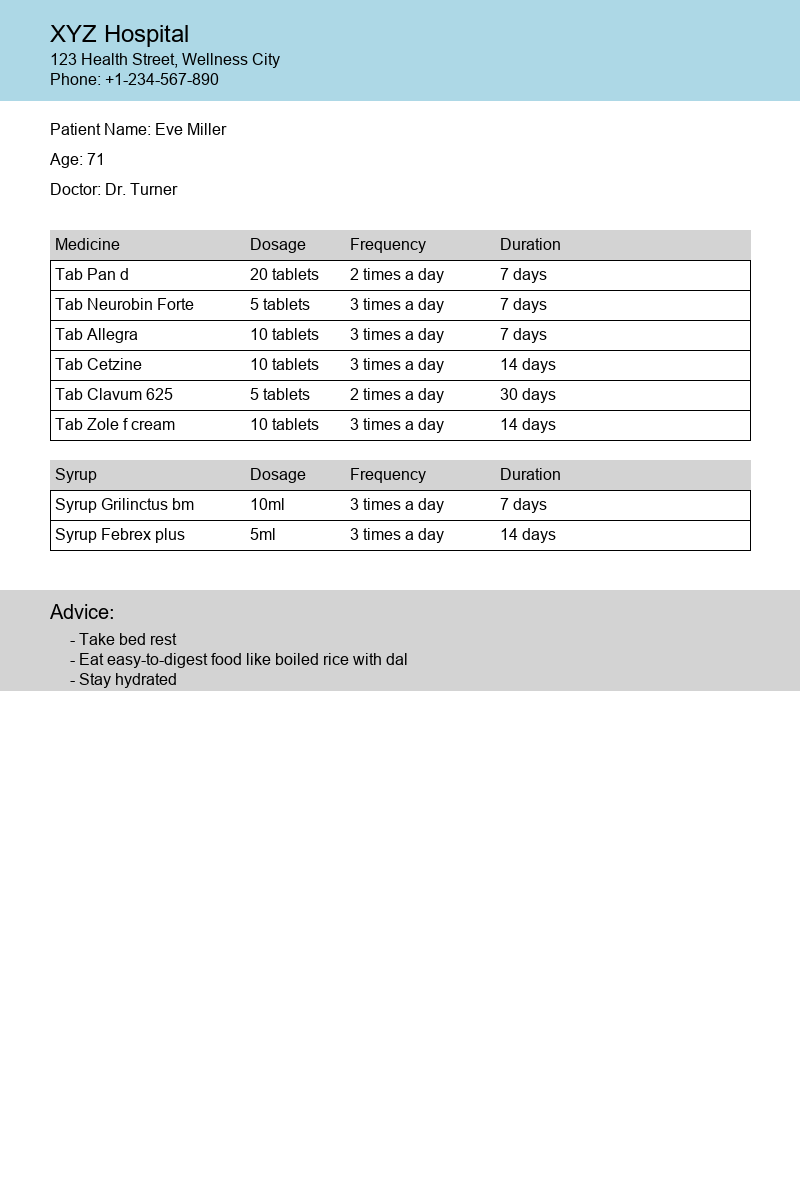 XYZ Hospital
123 Health Street, Wellness City
Phone: +1-234-567-890
Patient Name: Eve Miller
Age: 71
Doctor: Dr. Turner
Medicine Dosage Frequency Duration
Tab Pan d 20 tablets 2 times a day 7 days
Tab Neurobin Forte 5 tablets 3 times a day 7 days
Tab Allegra 10 tablets 3 times a day 7 days
Tab Cetzine 10 tablets 3 times a day 14 days
Tab Clavum 625 5 tablets 2 times a day 30 days
Tab Zole f cream 10 tablets 3 times a day 14 days
Syrup Dosage Frequency Duration
Syrup Grilinctus bm 10ml 3 times a day 7 days
Syrup Febrex plus 5ml 3 times a day 14 days
Advice:
- Take bed rest
- Eat easy-to-digest food like boiled rice with dal
- Stay hydrated